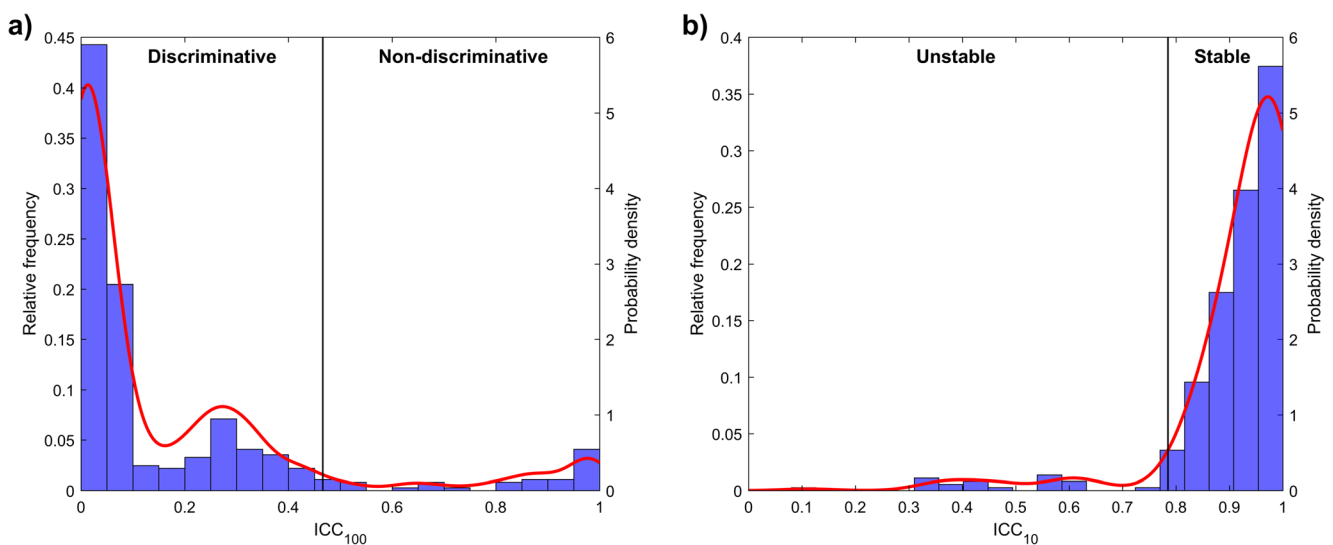 a)
Discriminative
Non-discriminative
0.45
0.4
0.35
0.3
0.25
0.2
0.15
0.1
0.05
0
Relative frequency
6
5
4
3
2
1
0
Probability density
0 0.2 0.4 0.6 0.8 1
ICC100
b)
Unstable
Stable
0.4
0.35
0.3
0.25
0.2
0.15
0.1
0.05
0
Relative frequency
6
5
4
3
2
1
0
Probability density
0 0.1 0.2 0.3 0.4 0.5 0.6 0.7 0.8 0.9 1
ICC10